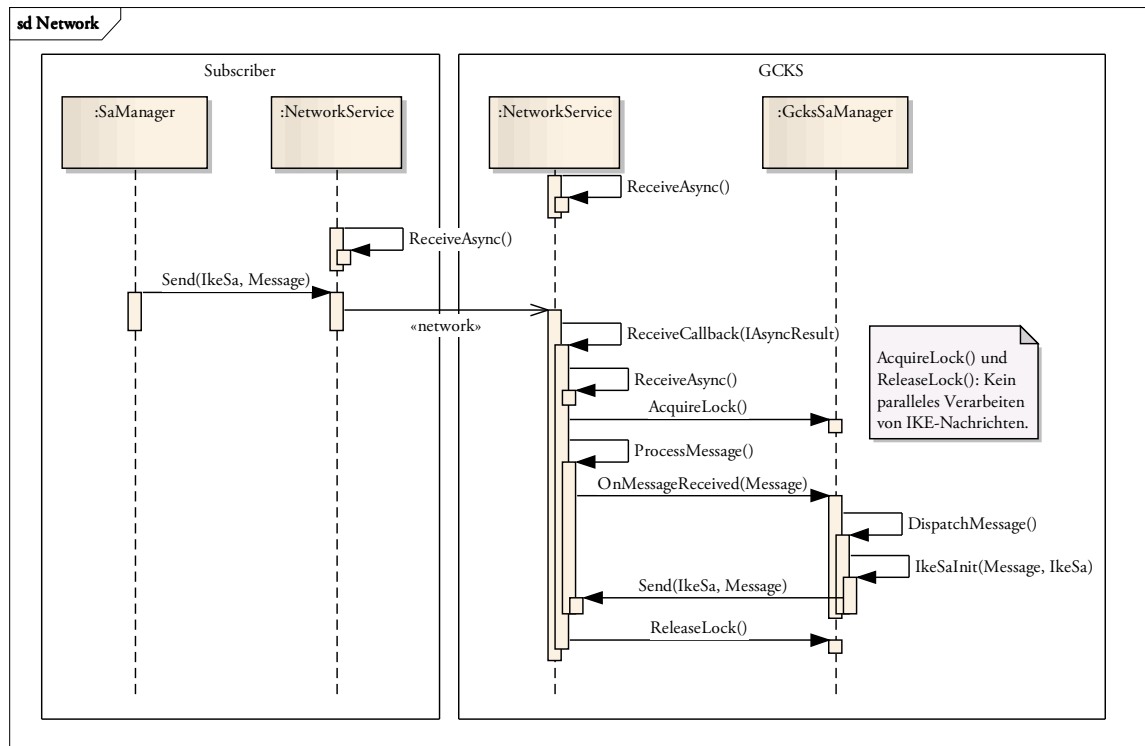 sd Network
Subscriber
GCKS
:SaManager
:NetworkService
:NetworkService
:GcksSaManager
ReceiveAsync()
ReceiveAsync()
Send(IkeSa, Message)
«network»
ReceiveCallback(IAsyncResult)
ReceiveAsync()
AcquireLock()
AcquireLock() und
ReleaseLock(): Kein
paralleles Verarbeiten
von IKE-Nachrichten.
ProcessMessage()
OnMessageReceived(Message)
DispatchMessage()
IkeSaInit(Message, IkeSa)
Send(IkeSa, Message)
ReleaseLock()